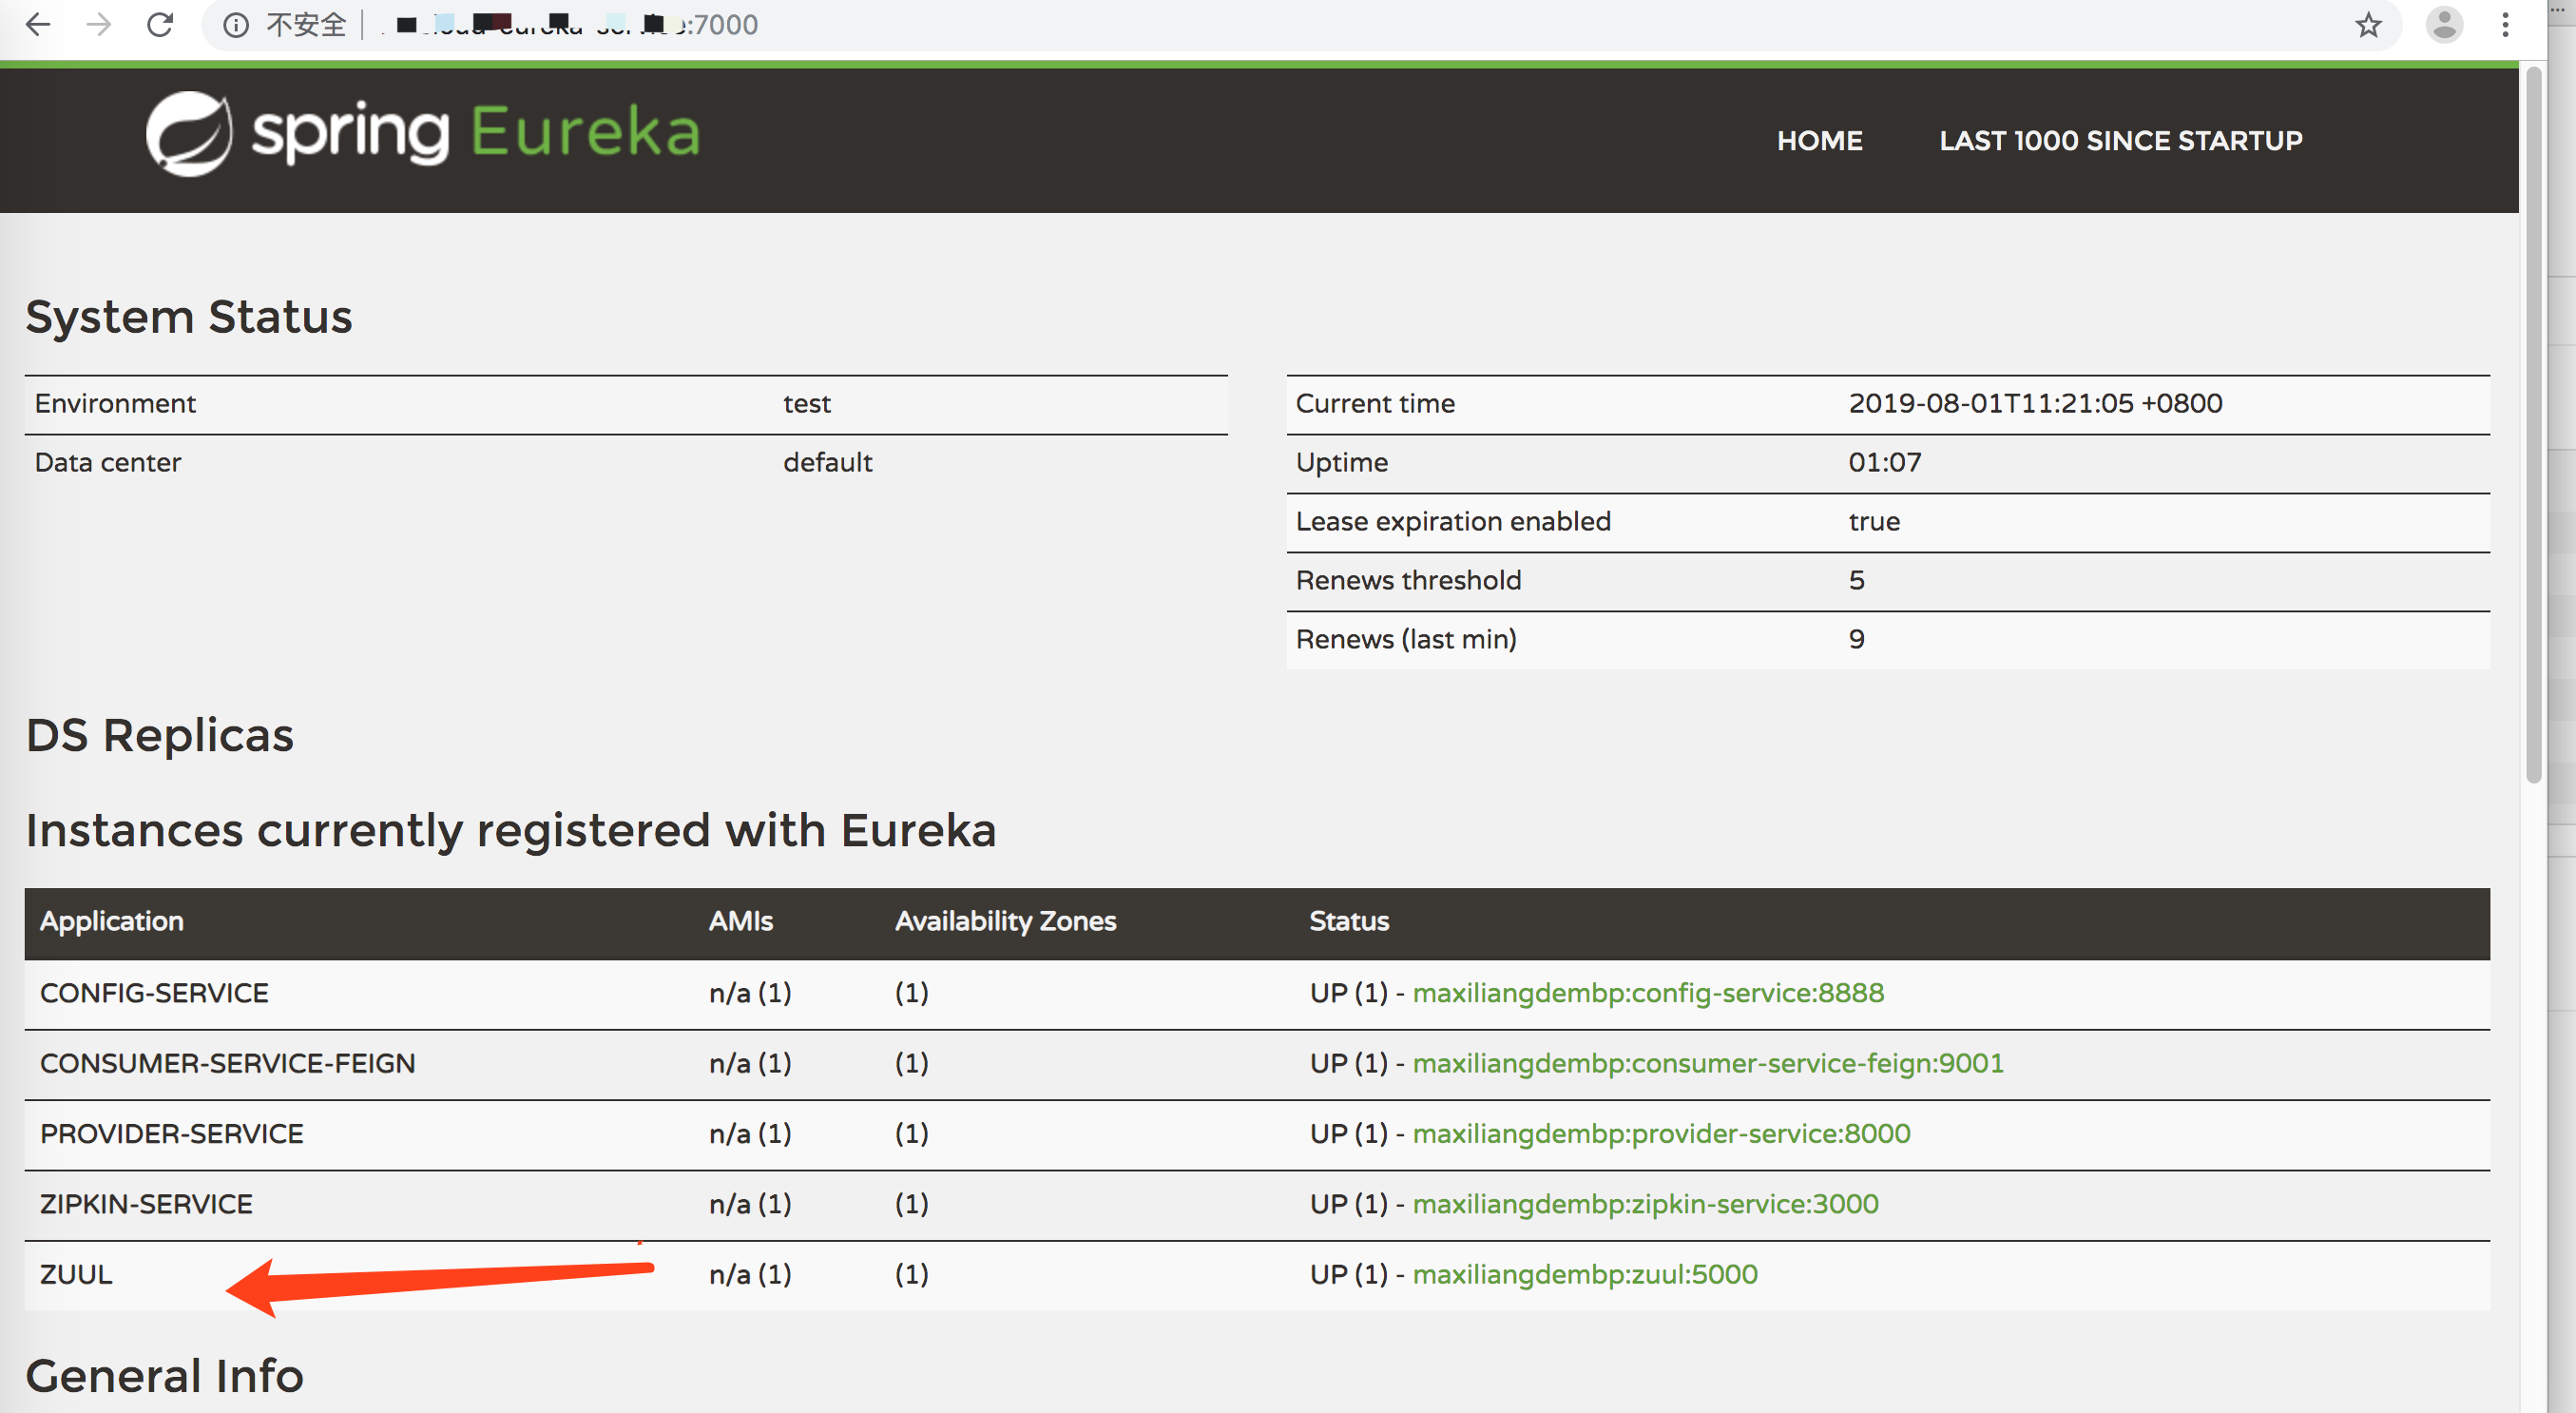 不安全 :7000
spring Eureka
HOME LAST 1000 SINCE STARTUP
System Status
Environment test
Data center default
Current time 2019-08-01T11:21:05 +0800
Uptime 01:07
Lease expiration enabled true
Renews threshold 5
Renews (last min) 9
DS Replicas
Instances currently registered with Eureka
Application AMIs Availability Zones Status
CONFIG-SERVICE n/a (1) (1) UP (1) - maxiliangdembp:config-service:8888
CONSUMER-SERVICE-FEIGN n/a (1) (1) UP (1) - maxiliangdembp:consumer-service-feign:9001
PROVIDER-SERVICE n/a (1) (1) UP (1) - maxiliangdembp:provider-service:8000
ZIPKIN-SERVICE n/a (1) (1) UP (1) - maxiliangdembp:zipkin-service:3000
ZUUL n/a (1) (1) UP (1) - maxiliangdembp:zuul:5000
General Info